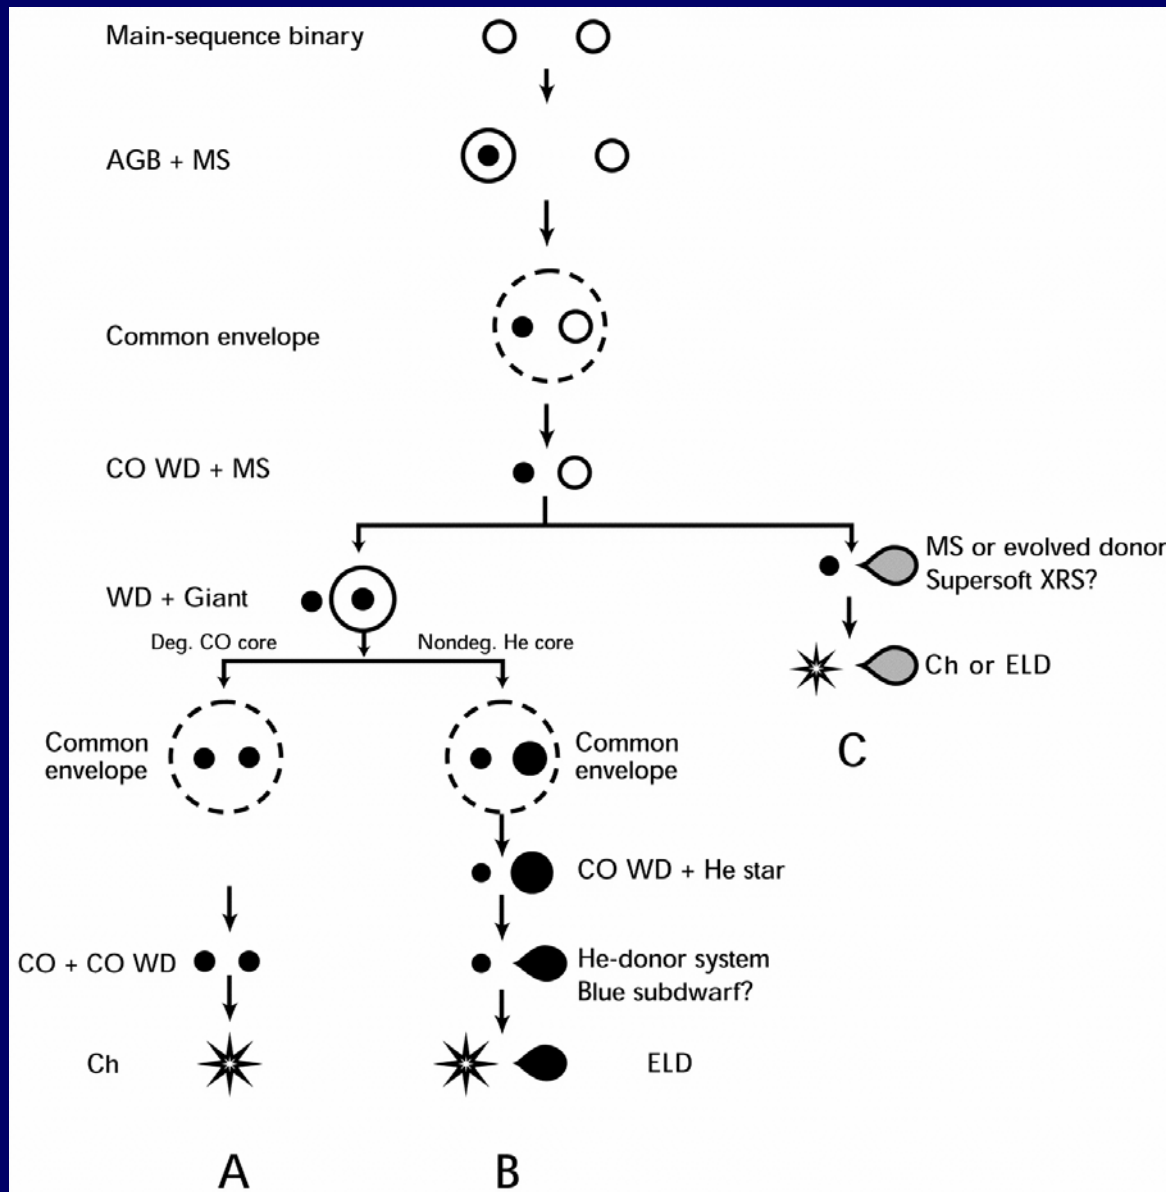 Main-sequence binary
AGB + MS
Common envelope
CO WD + MS
MS or evolved donor
Supersoft XRS?
WD + Giant
Deg. CO core
Nondeg. He core
Ch or ELD
C
Common
envelope
Common
envelope
CO WD + He star
CO + CO WD
He-donor system
Blue subdwarf?
Ch
ELD
A
B